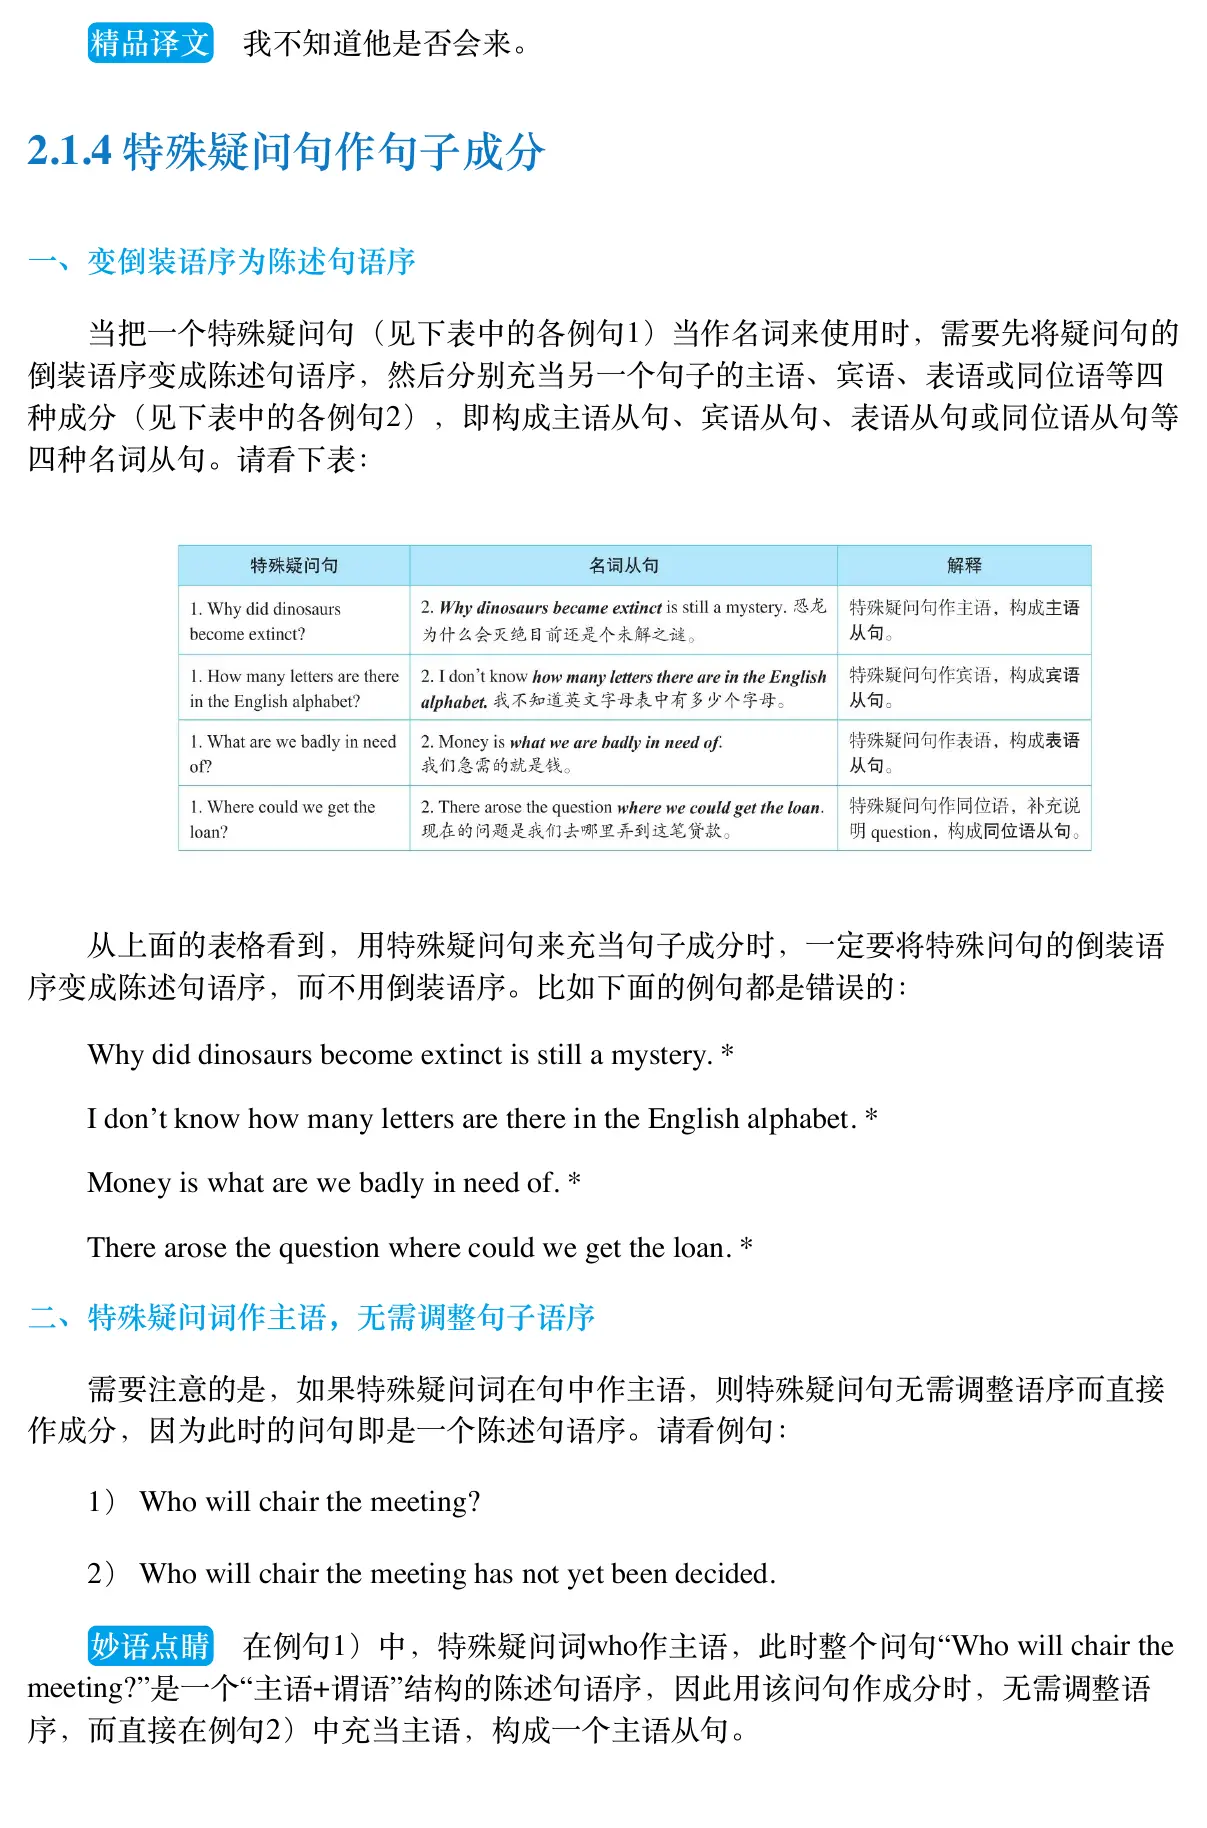 精品译文 我不知道他是否会来。
2.1.4 特殊疑问句作句子成分
一、变倒装语序为陈述句语序
当把一个特殊疑问句（见下表中的各例句1）当作名词来使用时，需要先将疑问句的
倒装语序变成陈述句语序，然后分别充当另一个句子的主语、宾语、表语或同位语等四
种成分（见下表中的各例句2），即构成主语从句、宾语从句、表语从句或同位语从句等
四种名词从句。请看下表：
特殊疑问句 名词从句 解释
1. Why did dinosaurs
become extinct?
2. Why dinosaurs became extinct is still a mystery. 恐龙
为什么会灭绝目前还是个未解之谜。
特殊疑问句作主语，构成主语
从句。
1. How many letters are there
in the English alphabet?
2. I don’t know how many letters there are in the English
alphabet. 我不知道英文字母表中有多少个字母。
特殊疑问句作宾语，构成宾语
从句。
1. What are we badly in need
of?
2. Money is what we are badly in need of.
我们急需的就是钱。
特殊疑问句作表语，构成表语
从句。
1. Where could we get the
loan?
2. There arose the question where we could get the loan.
现在的问题是我们去哪里弄到这笔贷款。
特殊疑问句作同位语，补充说
明 question，构成同位语从句。
从上面的表格看到，用特殊疑问句来充当句子成分时，一定要将特殊问句的倒装语
序变成陈述句语序，而不用倒装语序。比如下面的例句都是错误的：
Why did dinosaurs become extinct is still a mystery. *
I don’t know how many letters are there in the English alphabet. *
Money is what are we badly in need of. *
There arose the question where could we get the loan. *
二、特殊疑问词作主语，无需调整句子语序
需要注意的是，如果特殊疑问词在句中作主语，则特殊疑问句无需调整语序而直接
作成分，因为此时的问句即是一个陈述句语序。请看例句：
1） Who will chair the meeting?
2） Who will chair the meeting has not yet been decided.
妙语点睛 在例句1）中，特殊疑问词who作主语，此时整个问句“Who will chair the
meeting?”是一个“主语+谓语”结构的陈述句语序，因此用该问句作成分时，无需调整语
序，而直接在例句2）中充当主语，构成一个主语从句。